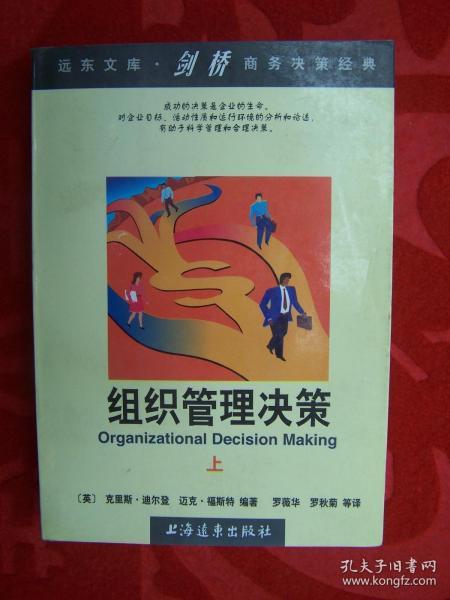 远东文库·剑桥商务决策经典
成功的决策是企业的生命。
对企业目标、活动性质和运行环境的分析和论述，
有助于科学管理和合理决策。
组织管理决策
Organizational Decision Making
上
〔英〕 克里斯·迪尔登 迈克·福斯特 编著 罗薇华 罗秋菊 等译
上海远东出版社
孔夫子旧书网
www.kongfz.com